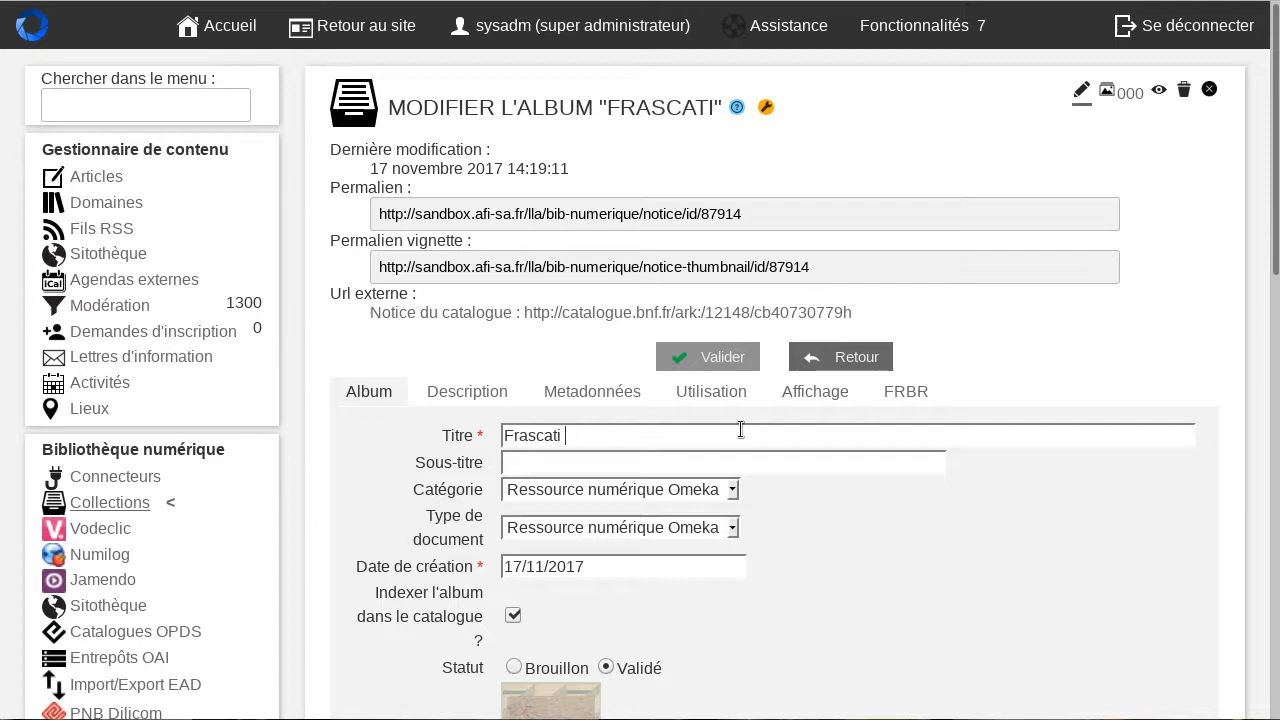 Accueil Retour au site sysadm (super administrateur) Assistance Fonctionnalités 7 Se déconnecter
Chercher dans le menu :
Gestionnaire de contenu
Articles
Domaines
Fils RSS
Sitothèque
iCal Agendas externes
Modération 1300
Demandes d'inscription 0
Lettres d'information
Activités
Lieux
Bibliothèque numérique
Connecteurs
Collections <
Vodeclic
Numilog
Jamendo
Sitothèque
Catalogues OPDS
Entrepôts OAI
Import/Export EAD
PNB Dilicom
MODIFIER L'ALBUM "FRASCATI"
000
Dernière modification :
17 novembre 2017 14:19:11
Permalien :
http://sandbox.afi-sa.fr/lla/bib-numerique/notice/id/87914
Permalien vignette :
http://sandbox.afi-sa.fr/lla/bib-numerique/notice-thumbnail/id/87914
Url externe :
Notice du catalogue : http://catalogue.bnf.fr/ark:/12148/cb40730779h
Valider Retour
Album Description Metadonnées Utilisation Affichage FRBR
Titre * Frascati
Sous-titre
Catégorie Ressource numérique Omeka
Type de
document Ressource numérique Omeka
Date de création * 17/11/2017
Indexer l'album
dans le catalogue
?
Statut Brouillon Validé